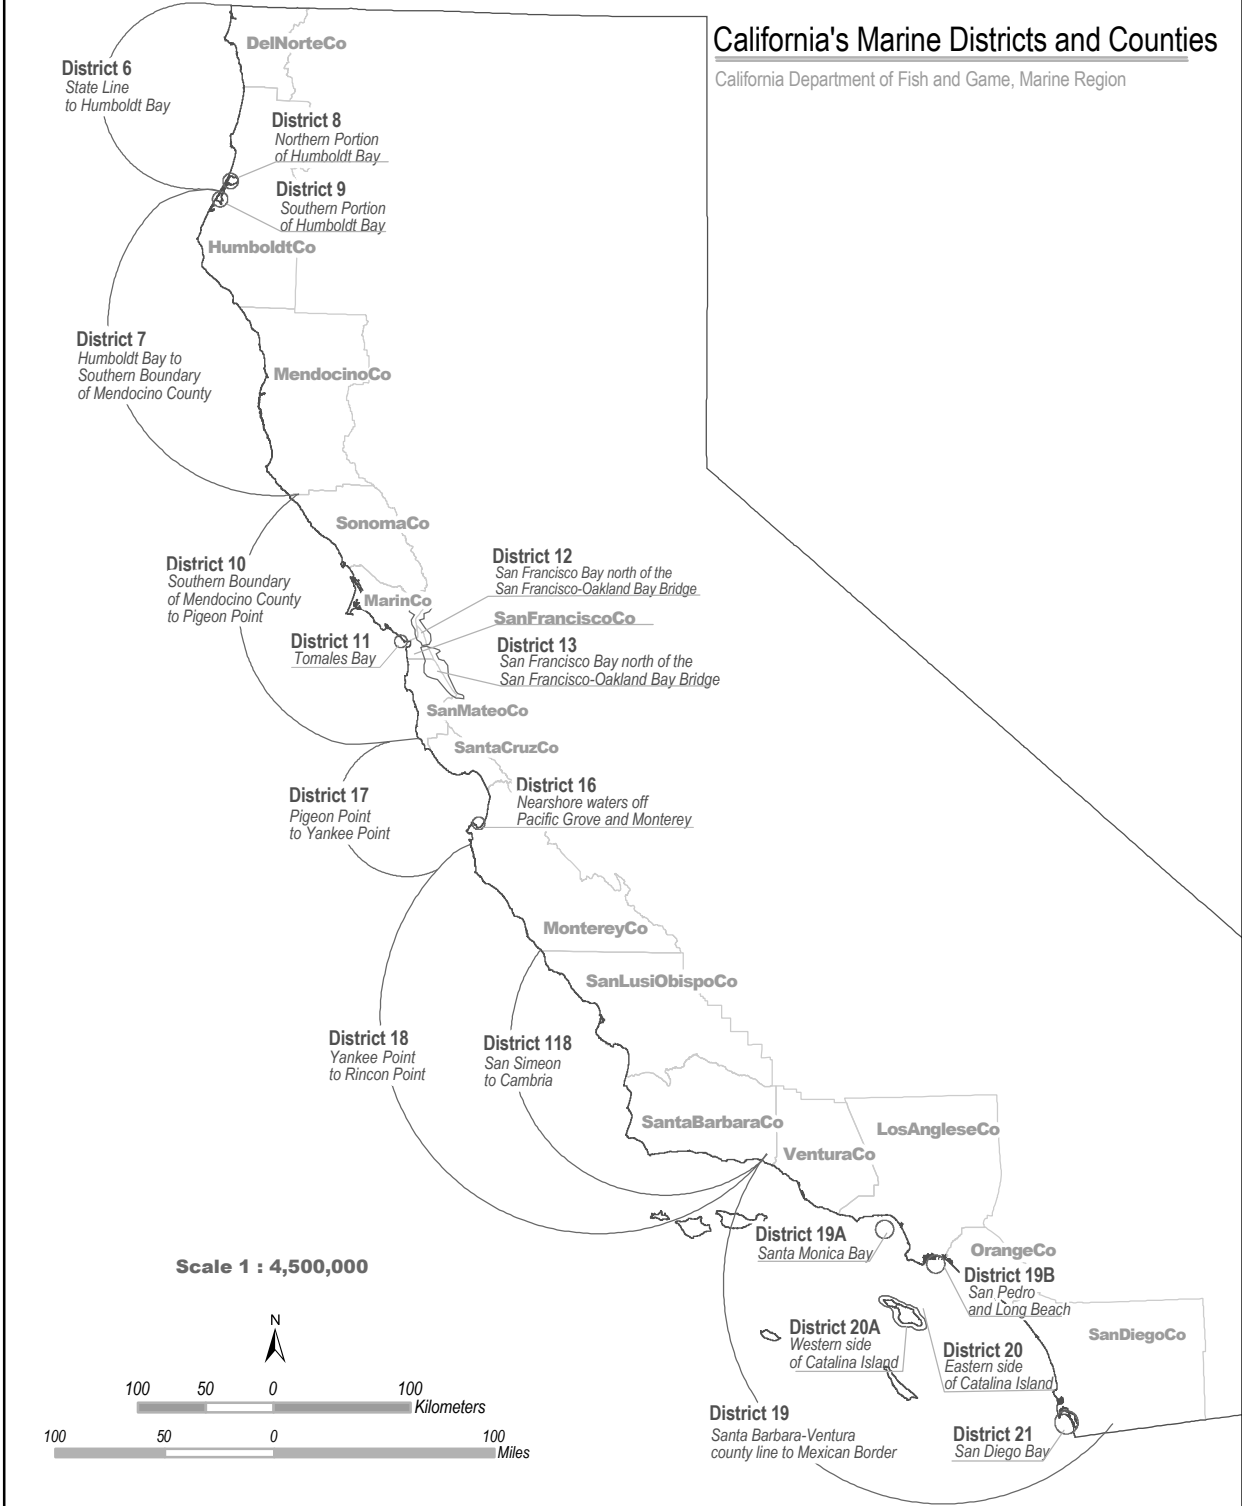 California's Marine Districts and Counties
California Department of Fish and Game, Marine Region
DelNorteCo
District 6
State Line
to Humboldt Bay
District 8
Northern Portion
of Humboldt Bay
District 9
Southern Portion
of Humboldt Bay
HumboldtCo
District 7
Humboldt Bay to
Southern Boundary
of Mendocino County
MendocinoCo
SonomaCo
District 10
Southern Boundary
of Mendocino County
to Pigeon Point
District 12
San Francisco Bay north of the
San Francisco-Oakland Bay Bridge
MarinCo
SanFranciscoCo
District 11
Tomales Bay
District 13
San Francisco Bay north of the
San Francisco-Oakland Bay Bridge
SanMateoCo
SantaCruzCo
District 17
Pigeon Point
to Yankee Point
District 16
Nearshore waters off
Pacific Grove and Monterey
MontereyCo
SanLusiObispoCo
District 18
Yankee Point
to Rincon Point
District 118
San Simeon
to Cambria
SantaBarbaraCo
VenturaCo
LosAngleseCo
District 19A
Santa Monica Bay
OrangeCo
District 19B
San Pedro
and Long Beach
SanDiegoCo
District 20A
Western side
of Catalina Island
District 20
Eastern side
of Catalina Island
District 19
Santa Barbara-Ventura
county line to Mexican Border
District 21
San Diego Bay
Scale 1 : 4,500,000
N
100 50 0 100
Kilometers
100 50 0 100
Miles